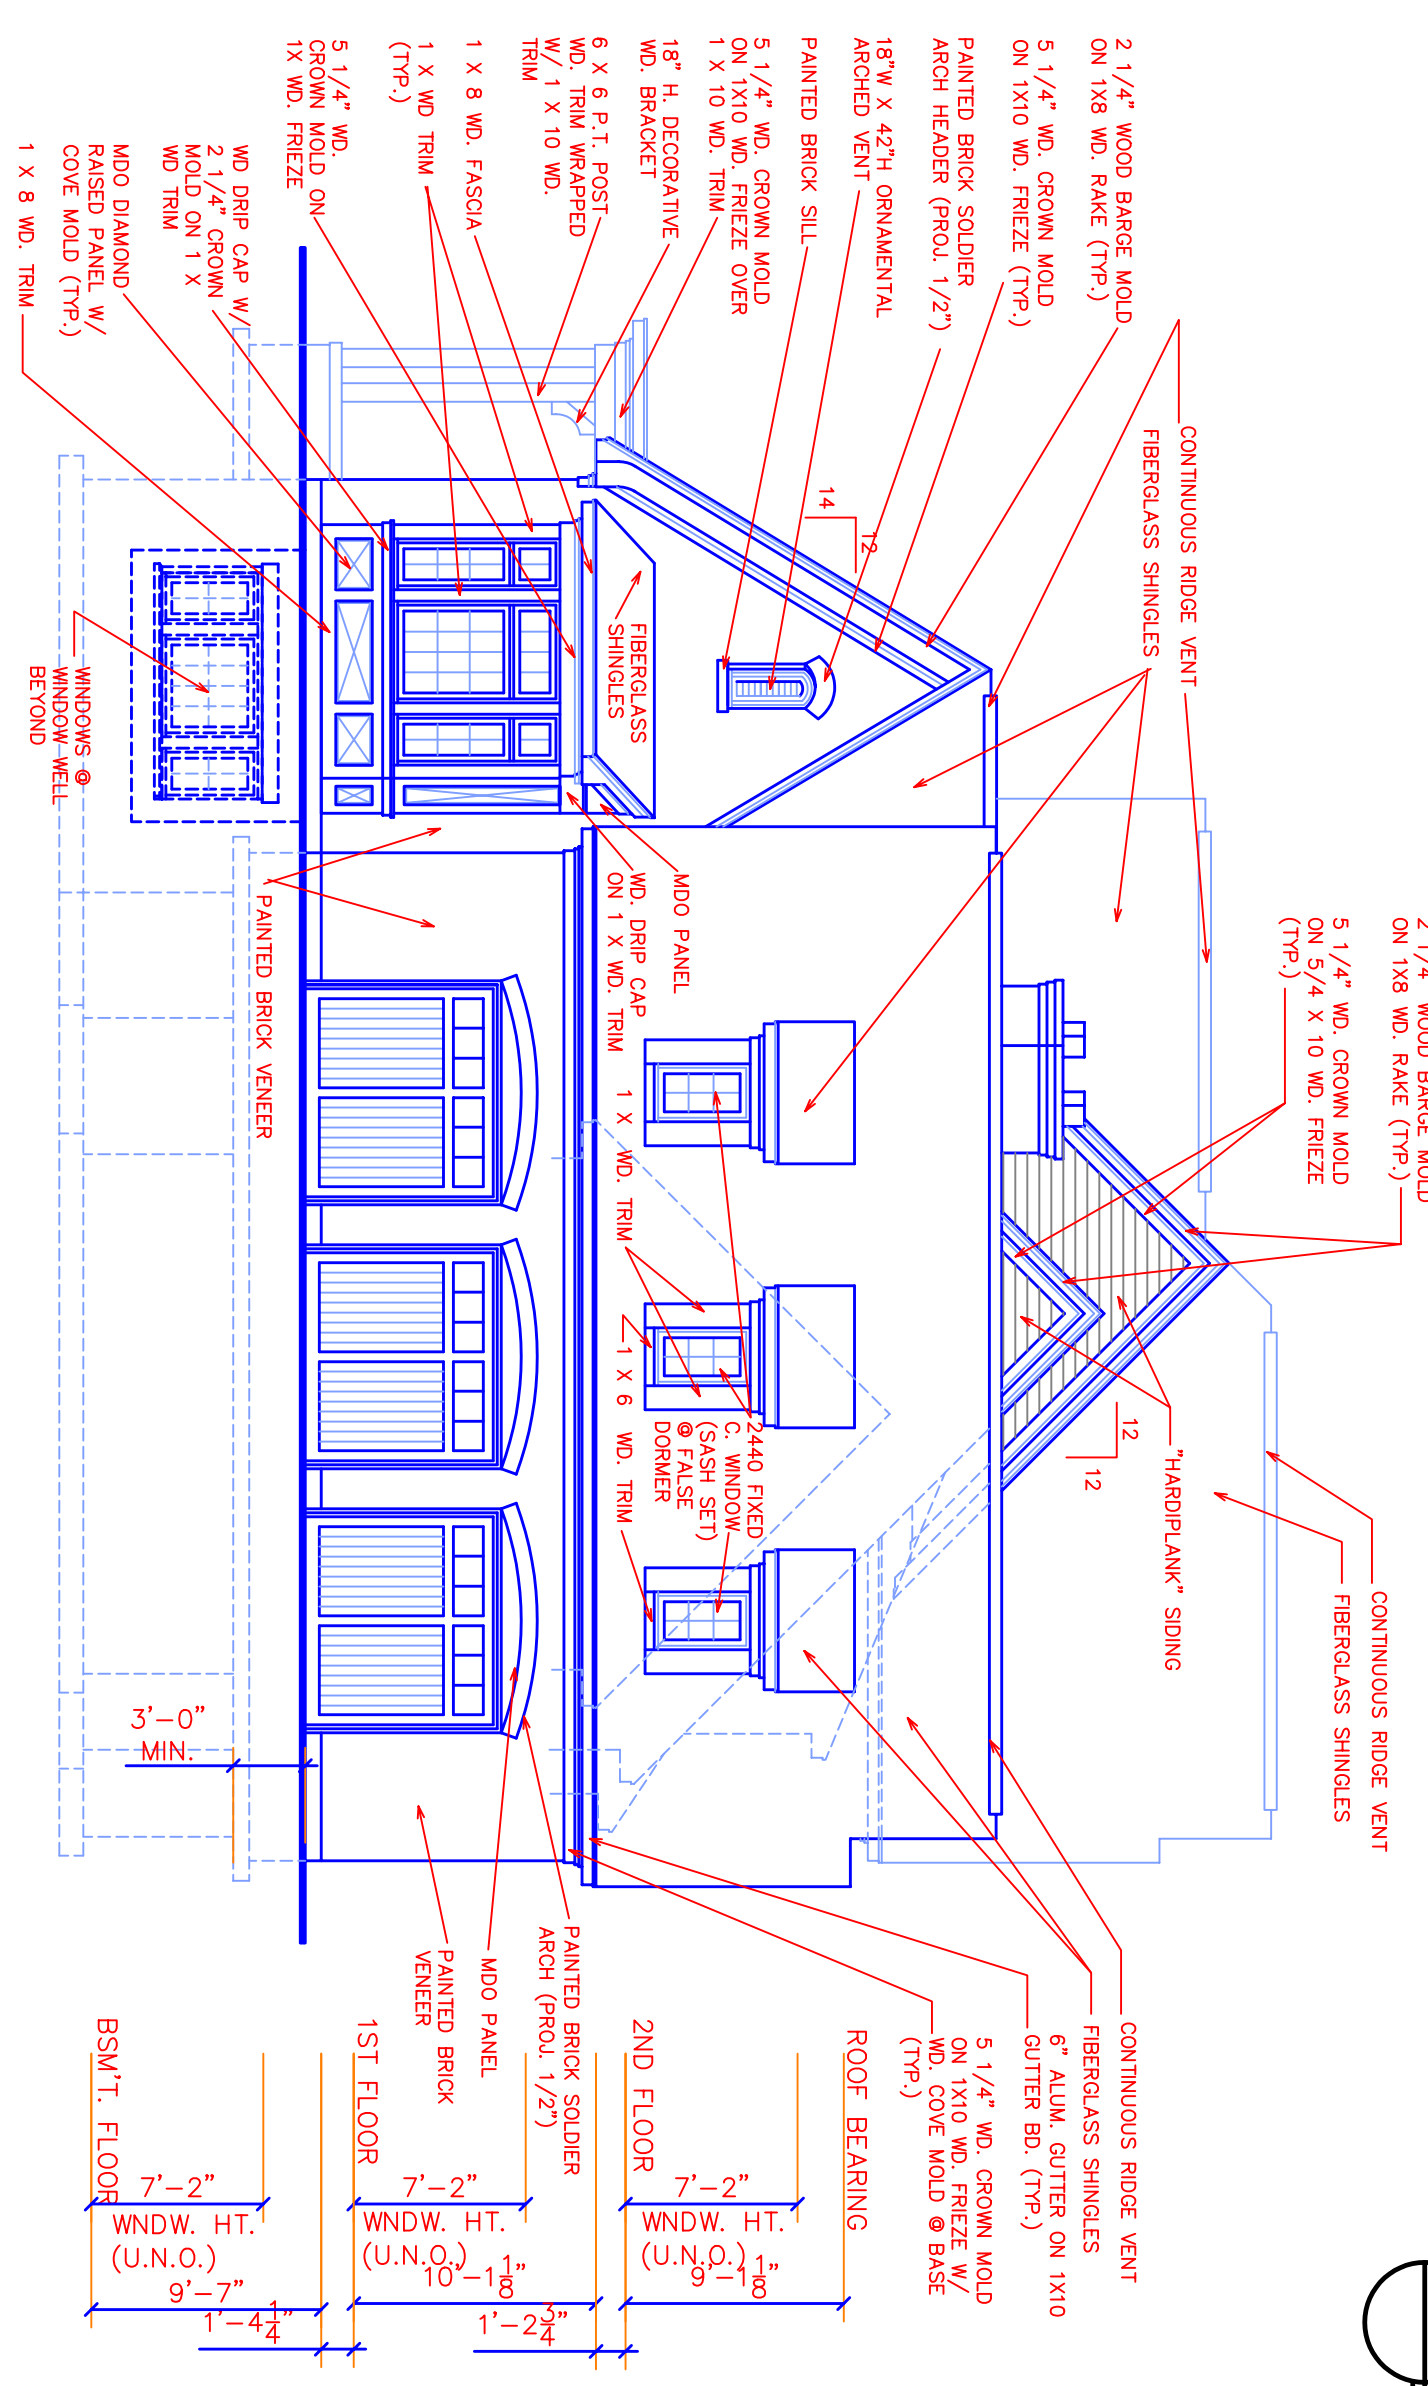 2 1/4" WOOD BARGE MOLD
ON 1X8 WD. RAKE (TYP.)
5 1/4" WD. CROWN MOLD
ON 1X10 WD. FRIEZE (TYP.)
PAINTED BRICK SOLDIER
ARCH HEADER (PROJ. 1/2")
18"W X 42"H ORNAMENTAL
ARCHED VENT
PAINTED BRICK SILL
5 1/4" WD. CROWN MOLD
ON 1X10 WD. FRIEZE OVER
1 X 10 WD. TRIM
18" H. DECORATIVE
WD. BRACKET
6 X 6 P.T. POST
WD. TRIM WRAPPED
W/ 1 X 10 WD.
TRIM
1 X 8 WD. FASCIA
1 X WD TRIM
(TYP.)
5 1/4" WD.
CROWN MOLD ON
1X WD. FRIEZE
WD DRIP CAP W/
2 1/4" CROWN
MOLD ON 1 X
WD TRIM
MDO DIAMOND
RAISED PANEL W/
COVE MOLD (TYP.)
1 X 8 WD. TRIM
CONTINUOUS RIDGE VENT
FIBERGLASS SHINGLES
12
14
FIBERGLASS
SHINGLES
WINDOWS @
WINDOW WELL
BEYOND
MDO PANEL
WD. DRIP CAP
ON 1 X WD. TRIM
PAINTED BRICK VENEER
2 1/4" WOOD BARGE MOLD
ON 1X8 WD. RAKE (TYP.)
5 1/4" WD. CROWN MOLD
ON 5/4 X 10 WD. FRIEZE
(TYP.)
1 X WD. TRIM
1 X 6 WD. TRIM
2440 FIXED
C. WINDOW
(SASH SET)
@ FALSE
DORMER
12
12
"HARDIPLANK" SIDING
CONTINUOUS RIDGE VENT
FIBERGLASS SHINGLES
3'-0"
MIN.
CONTINUOUS RIDGE VENT
FIBERGLASS SHINGLES
6" ALUM. GUTTER ON 1X10
GUTTER BD. (TYP.)
5 1/4" WD. CROWN MOLD
ON 1X10 WD. FRIEZE W/
WD. COVE MOLD @ BASE
(TYP.)
PAINTED BRICK SOLDIER
ARCH (PROJ. 1/2")
MDO PANEL
PAINTED BRICK
VENEER
ROOF BEARING
2ND FLOOR
1ST FLOOR
BSM'T. FLOOR
7'-2"
WNDW. HT.
(U.N.O.)
9'-1 1/8"
1'-2 3/4"
7'-2"
WNDW. HT.
(U.N.O.)
10'-1 1/8"
1'-4 1/4"
7'-2"
WNDW. HT.
(U.N.O.)
9'-7"